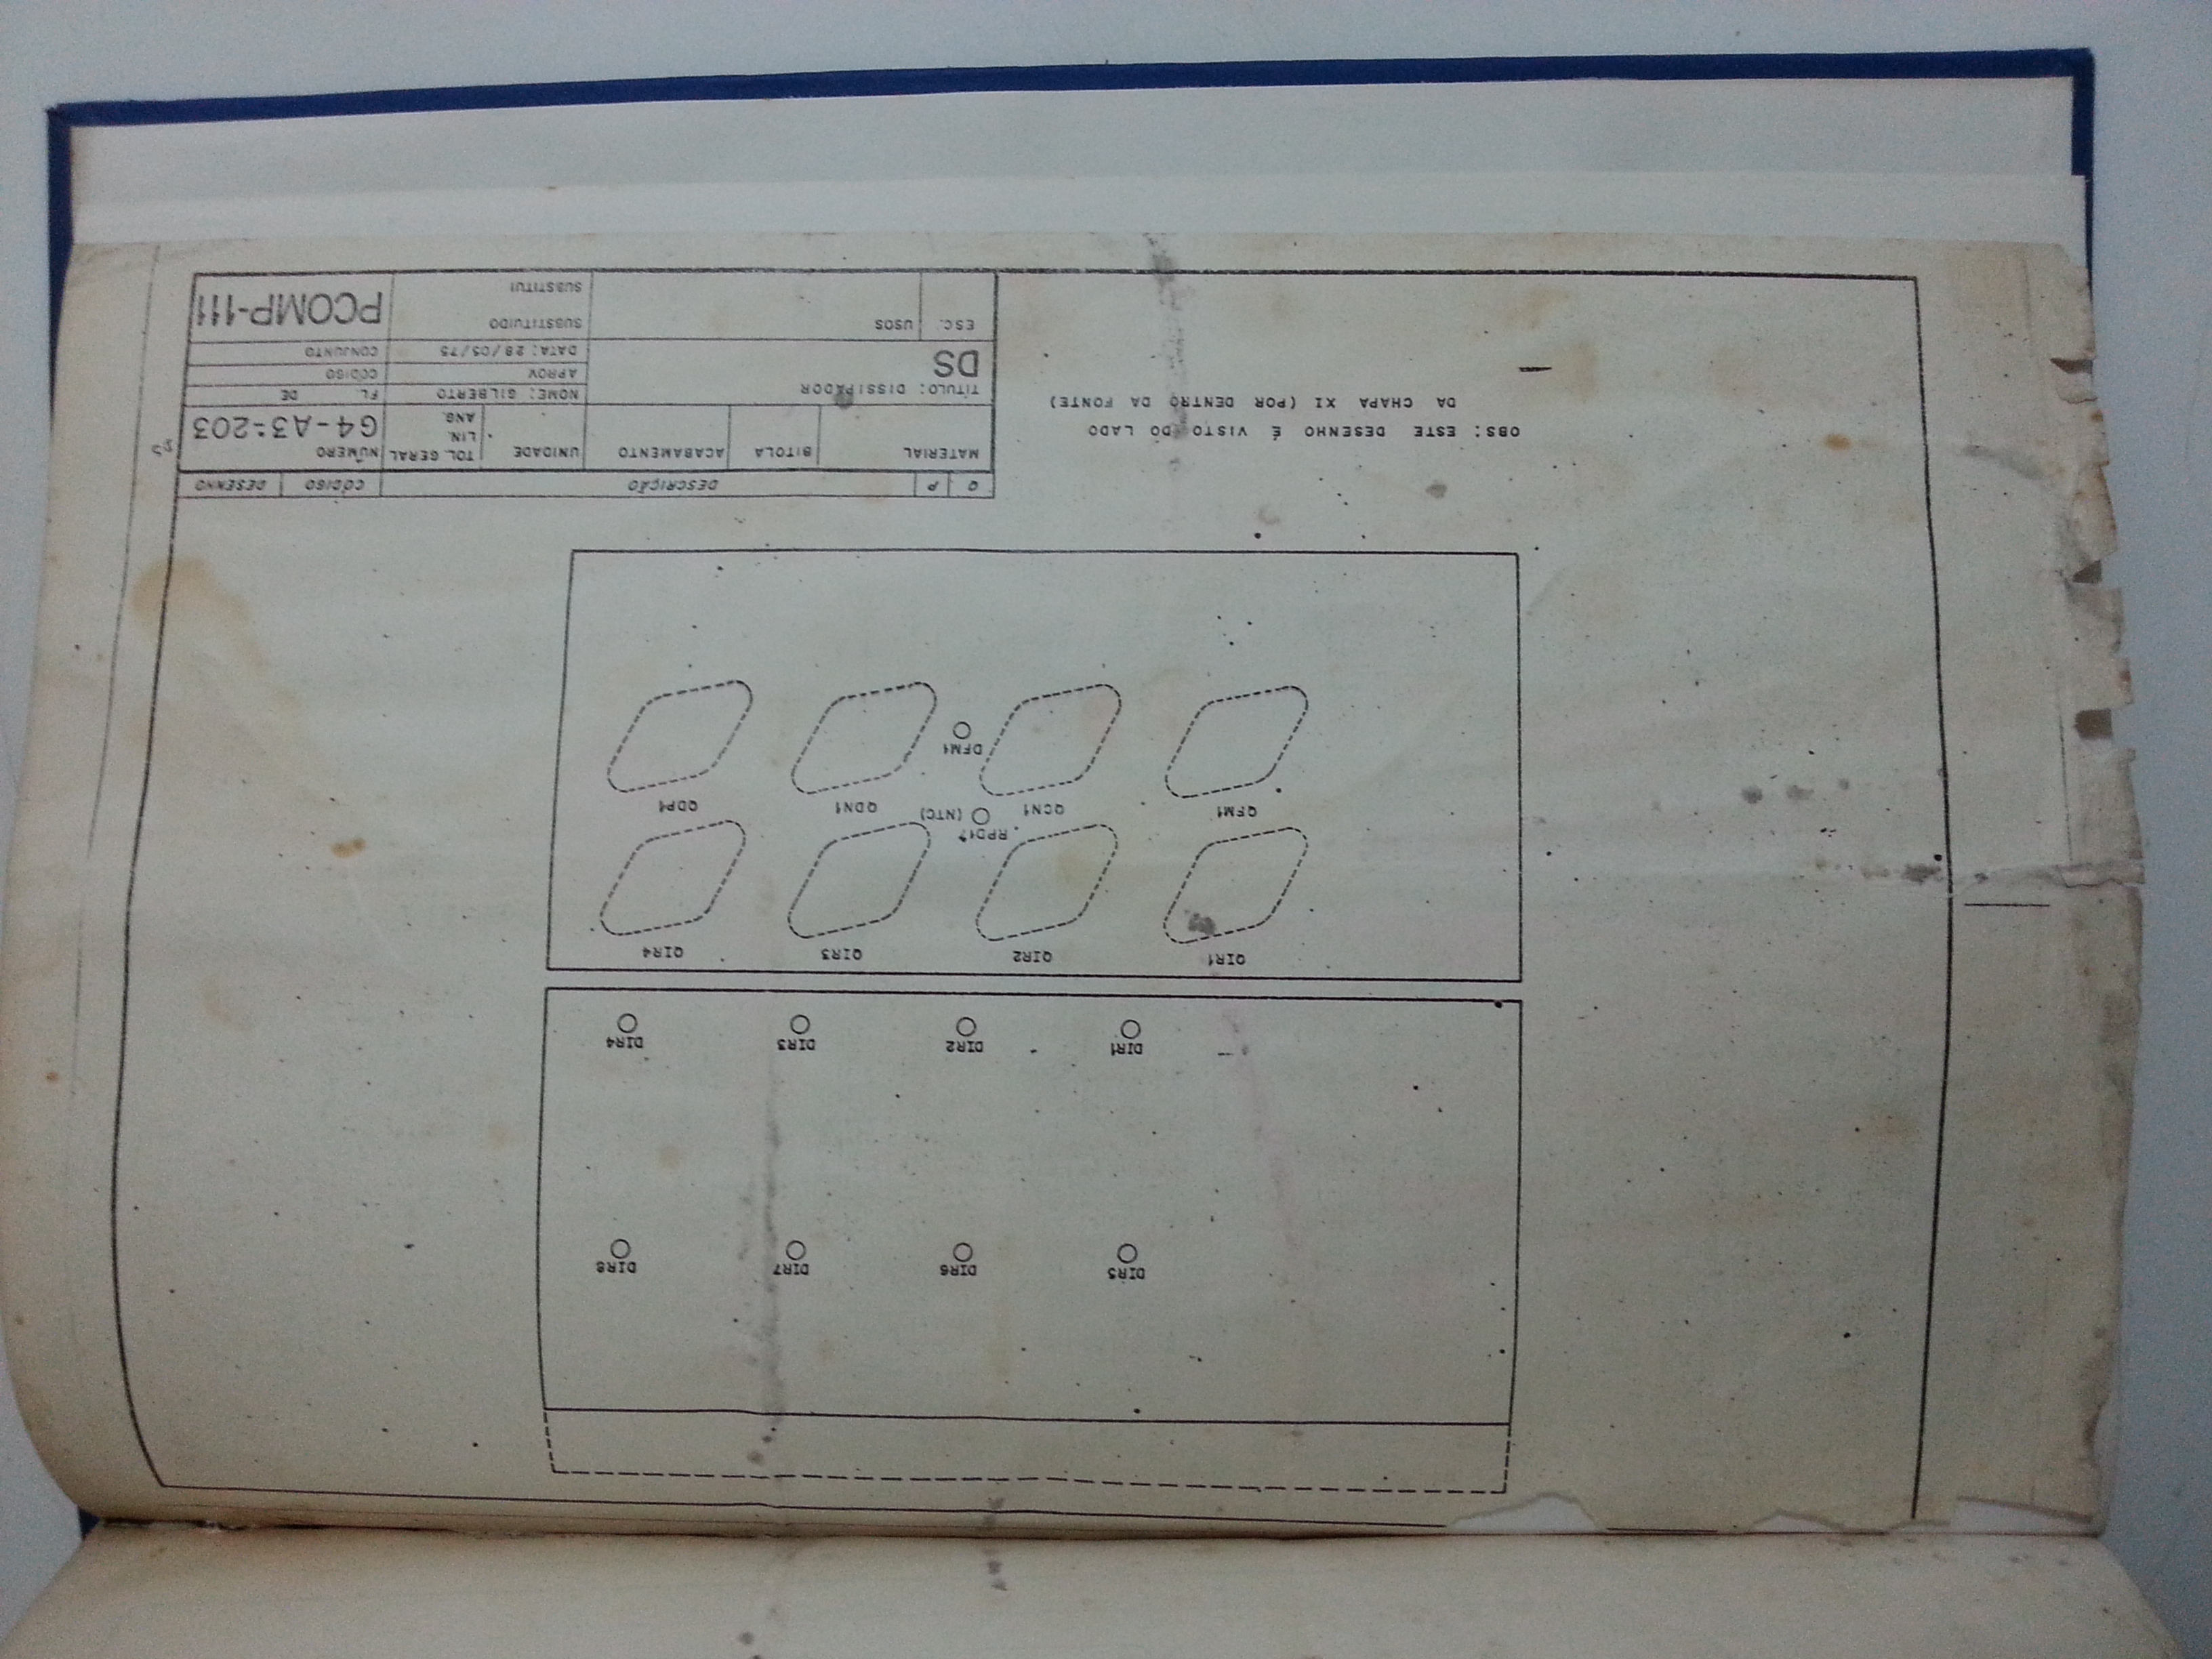 DIR5 DIR6 DIR7 DIR8
DIR1 DIR2 DIR3 DIR4
QIR1 QIR2 QIR3 QIR4
RPD17
(NTC)
QFM1 QCN1 QDN1 QDP1
DFM1
Q P DESCRIÇÃO CÓDIGO DESENHO
MATERIAL BITOLA ACABAMENTO UNIDADE TOL. GERAL NÚMERO
LIN. G4-A3-203
ANG.
TÍTULO: DISSIPADOR NOME: GILBERTO FL. DE
DS APROV. CÓDIGO
DATA: 28/05/75 CONJUNTO
ESC. USOS SUBSTITUIDO PCOMP-111
SUBSTITUI
OBS: ESTE DESENHO É VISTO DO LADO
DA CHAPA XI (POR DENTRO DA FONTE)